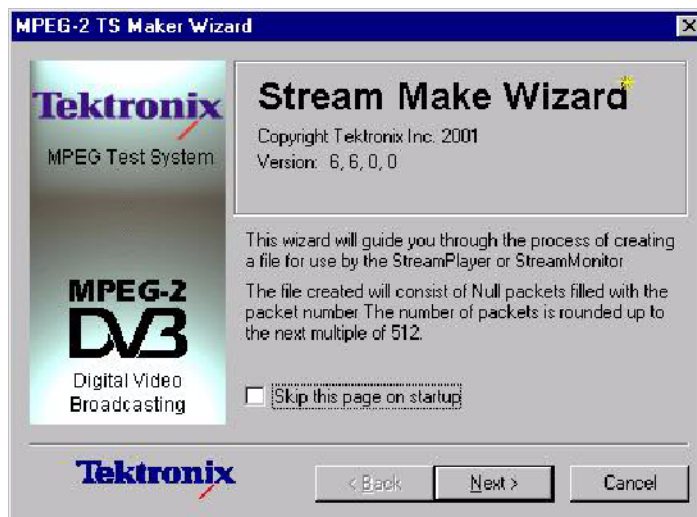 MPEG-2 TS Maker Wizard
Tektronix
MPEG Test System
MPEG-2
DVB
Digital Video
Broadcasting
Stream Make Wizard
Copyright Tektronix Inc. 2001
Version: 6, 6, 0, 0
This wizard will guide you through the process of creating
a file for use by the StreamPlayer or StreamMonitor
The file created will consist of Null packets filled with the
packet number The number of packets is rounded up to
the next multiple of 512.
Skip this page on startup
Tektronix
< Back
Next >
Cancel